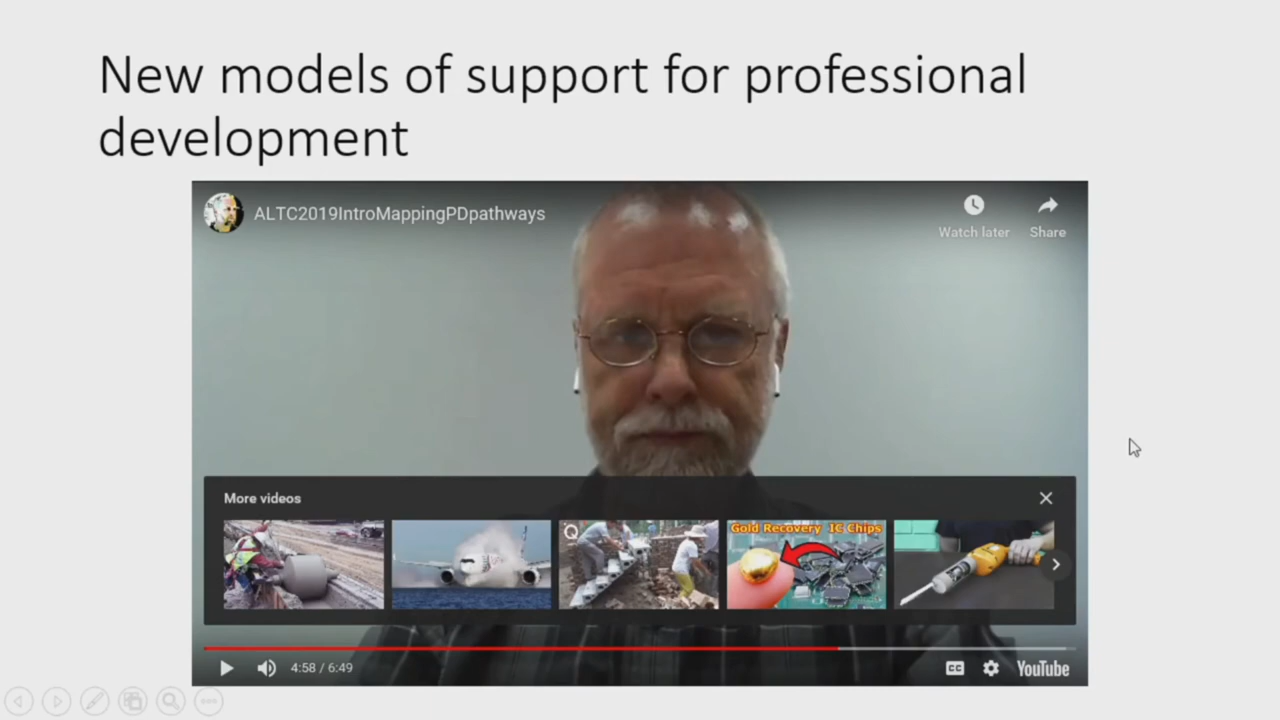 New models of support for professional
development
ALTC2019IntroMappingPDpathways
Watch later
Share
More videos
Q
Gold Recovery IC Chips
4:58 / 6:49
CC
YouTube